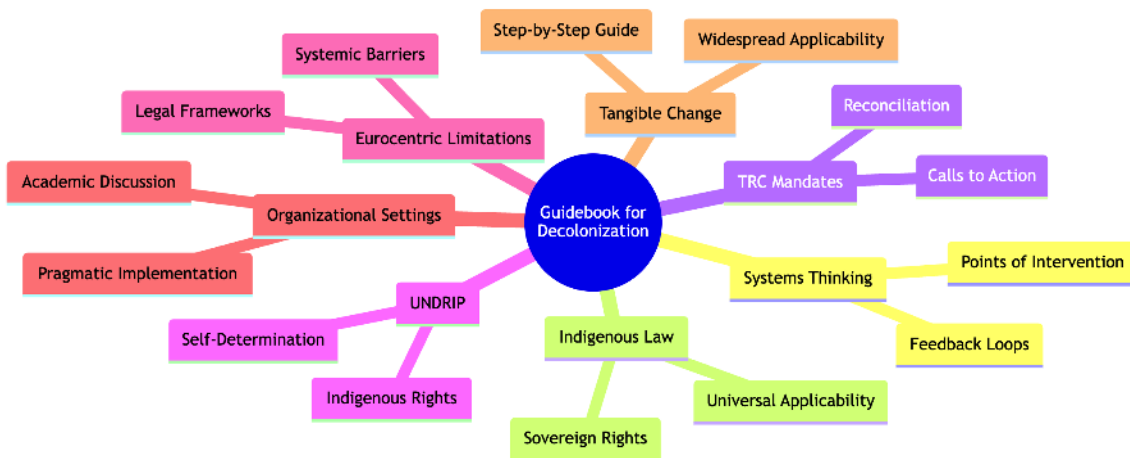 Step-by-Step Guide
Widespread Applicability
Systemic Barriers
Tangible Change
Reconciliation
Legal Frameworks
Eurocentric Limitations
TRC Mandates
Calls to Action
Academic Discussion
Organizational Settings
Guidebook for
Decolonization
Pragmatic Implementation
Systems Thinking
Points of Intervention
UNDRIP
Self-Determination
Indigenous Law
Feedback Loops
Indigenous Rights
Universal Applicability
Sovereign Rights